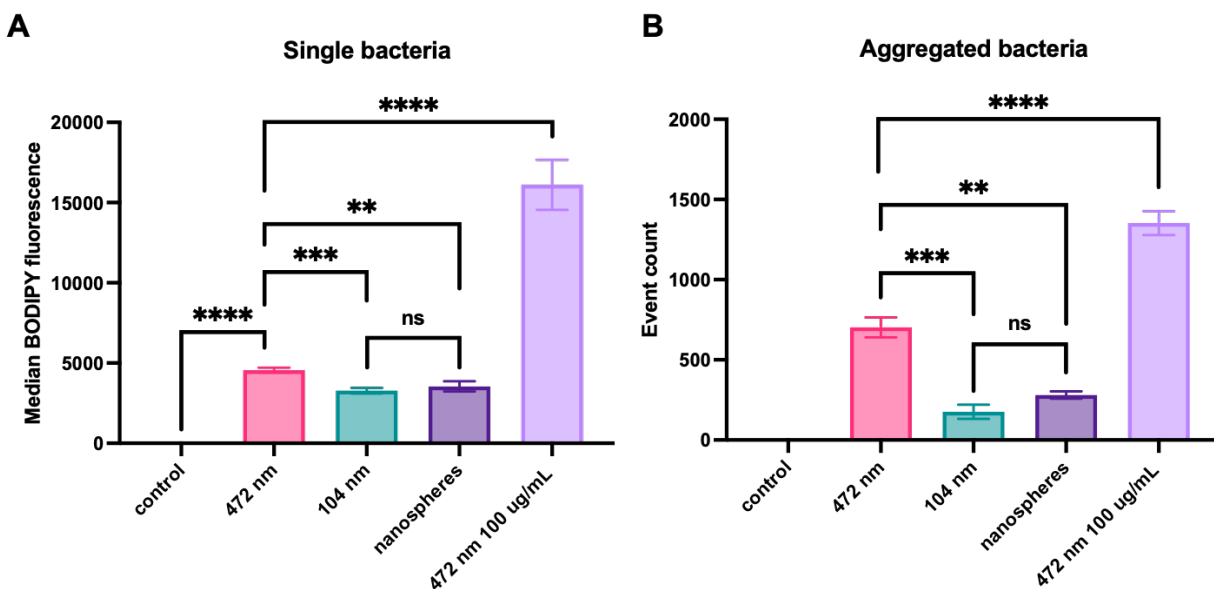 A
Single bacteria
Median BODIPY fluorescence
20000
15000
10000
5000
0
****
**
***
****
ns
control
472 nm
104 nm
nanospheres
472 nm 100 ug/mL
B
Aggregated bacteria
Event count
2000
1500
1000
500
0
****
**
***
ns
control
472 nm
104 nm
nanospheres
472 nm 100 ug/mL